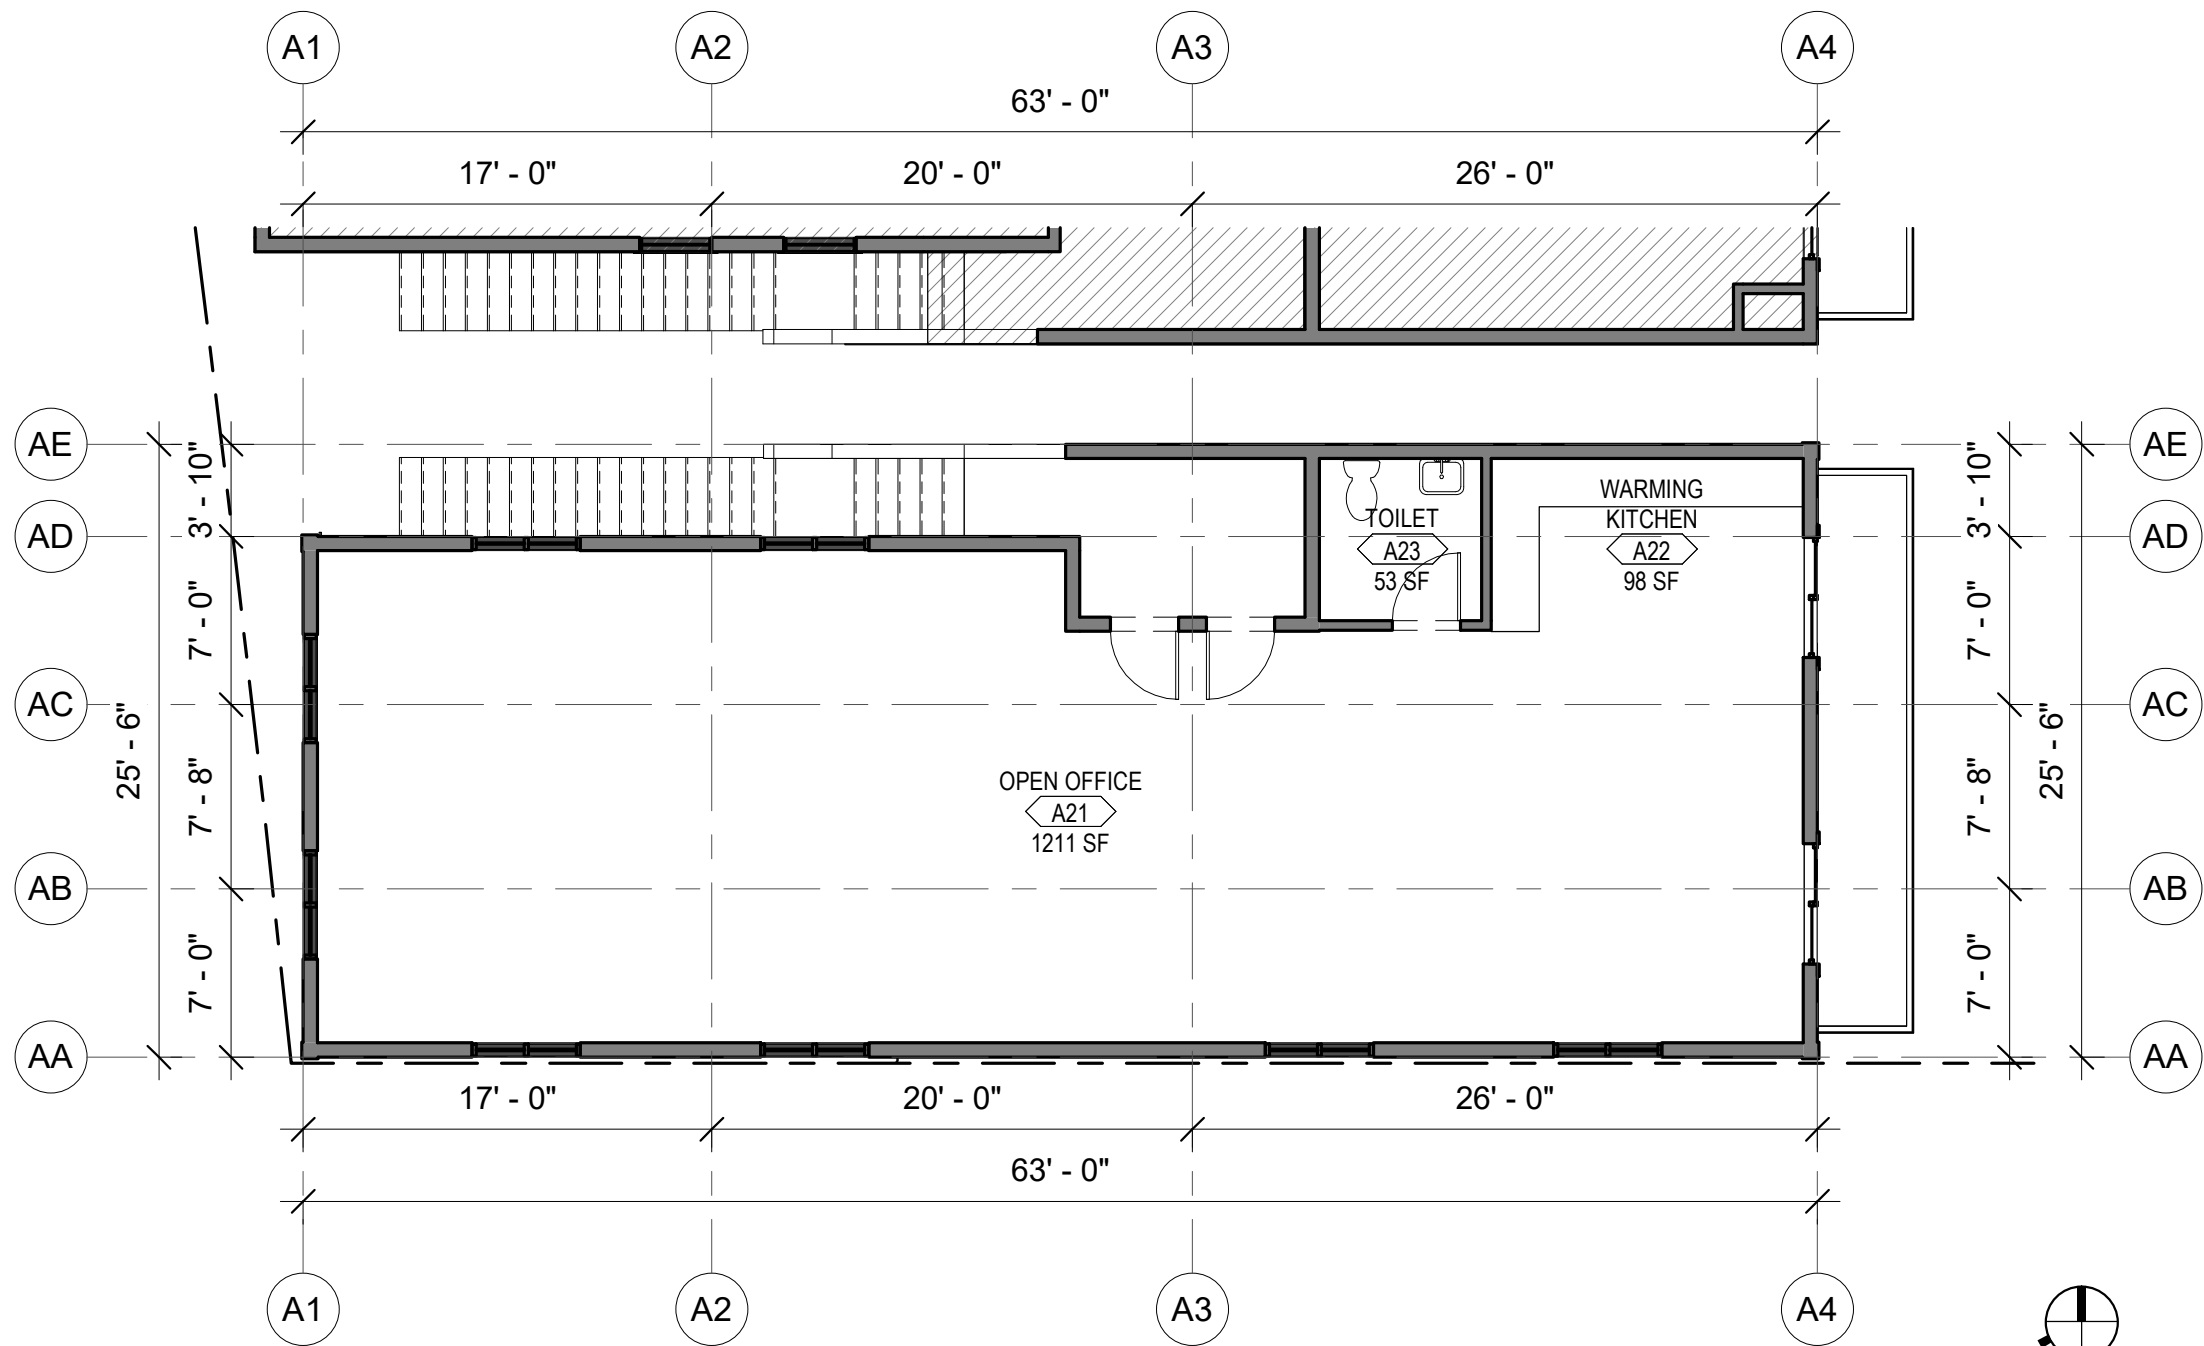 A1 A2 A3 A4
63' - 0"
17' - 0" 20' - 0" 26' - 0"
AE AE
3' - 10" 3' - 10"
WARMING
TOILET KITCHEN
AD AD
A23 A22
53 SF 98 SF
7' - 0" 7' - 0"
AC AC
25' - 6" 25' - 6"
7' - 8" 7' - 8"
OPEN OFFICE
A21
1211 SF
AB AB
7' - 0" 7' - 0"
AA AA
17' - 0" 20' - 0" 26' - 0"
63' - 0"
A1 A2 A3 A4